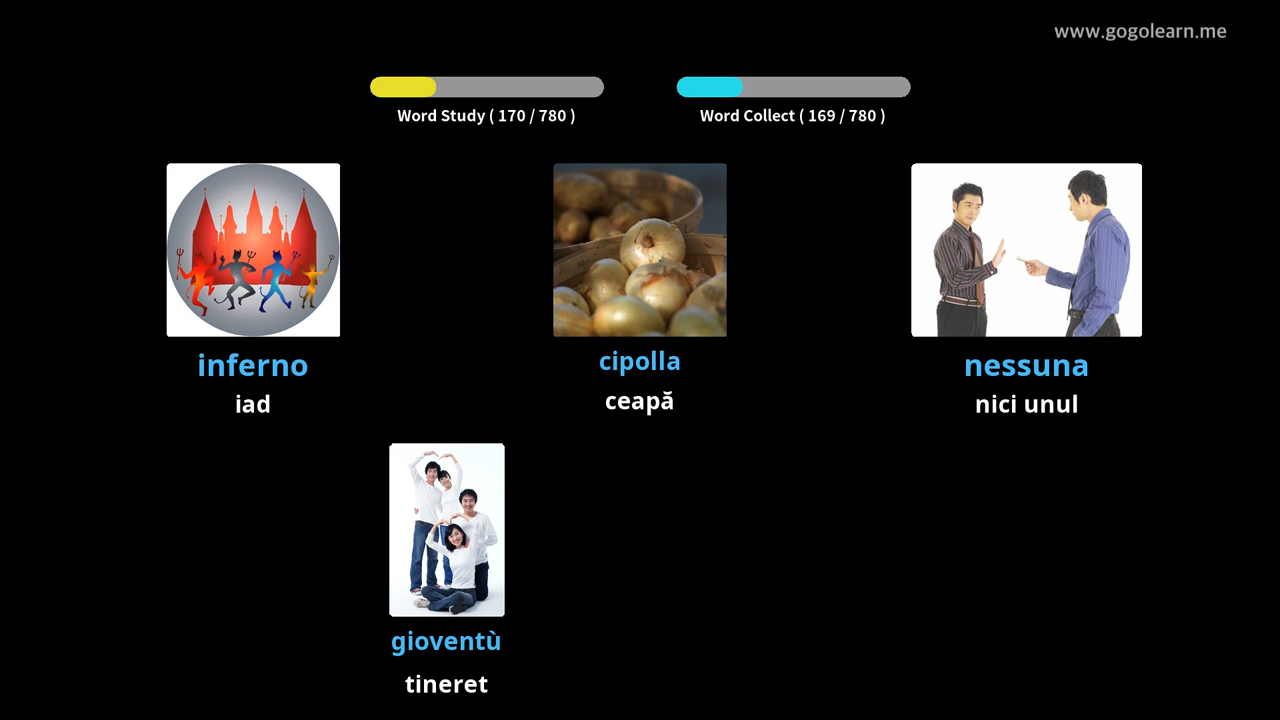 www.gogolearn.me
Word Study ( 170 / 780 )
Word Collect ( 169 / 780 )
inferno
iad
cipolla
ceapă
nessuna
nici unul
gioventù
tineret